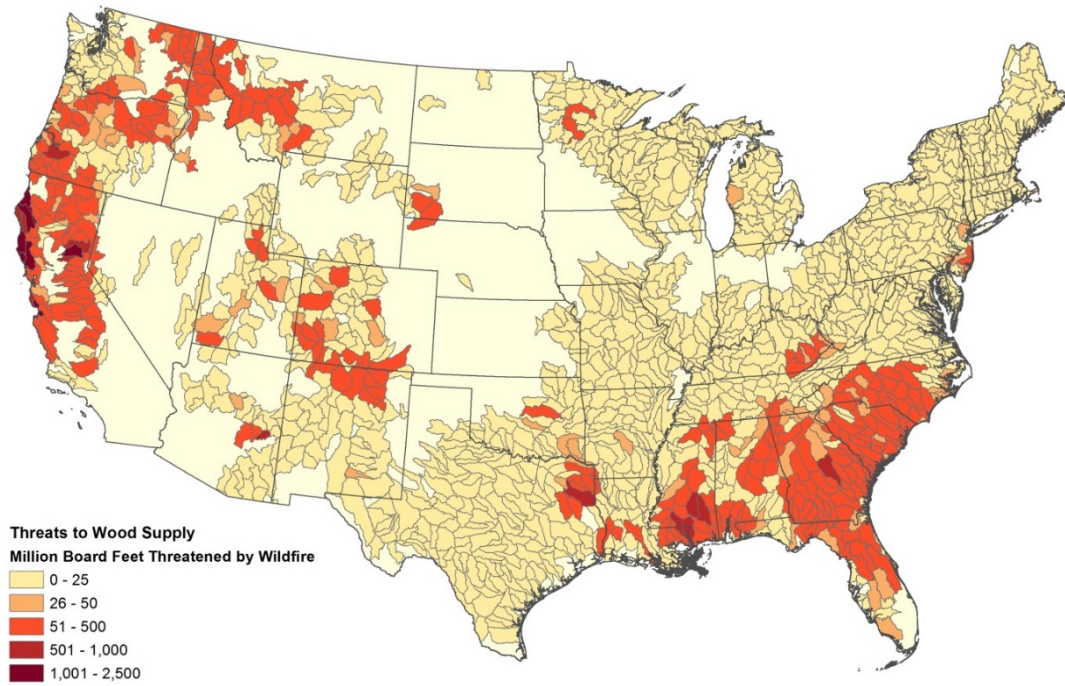 Threats to Wood Supply
Million Board Feet Threatened by Wildfire
0 - 25
26 - 50
51 - 500
501 - 1,000
1,001 - 2,500